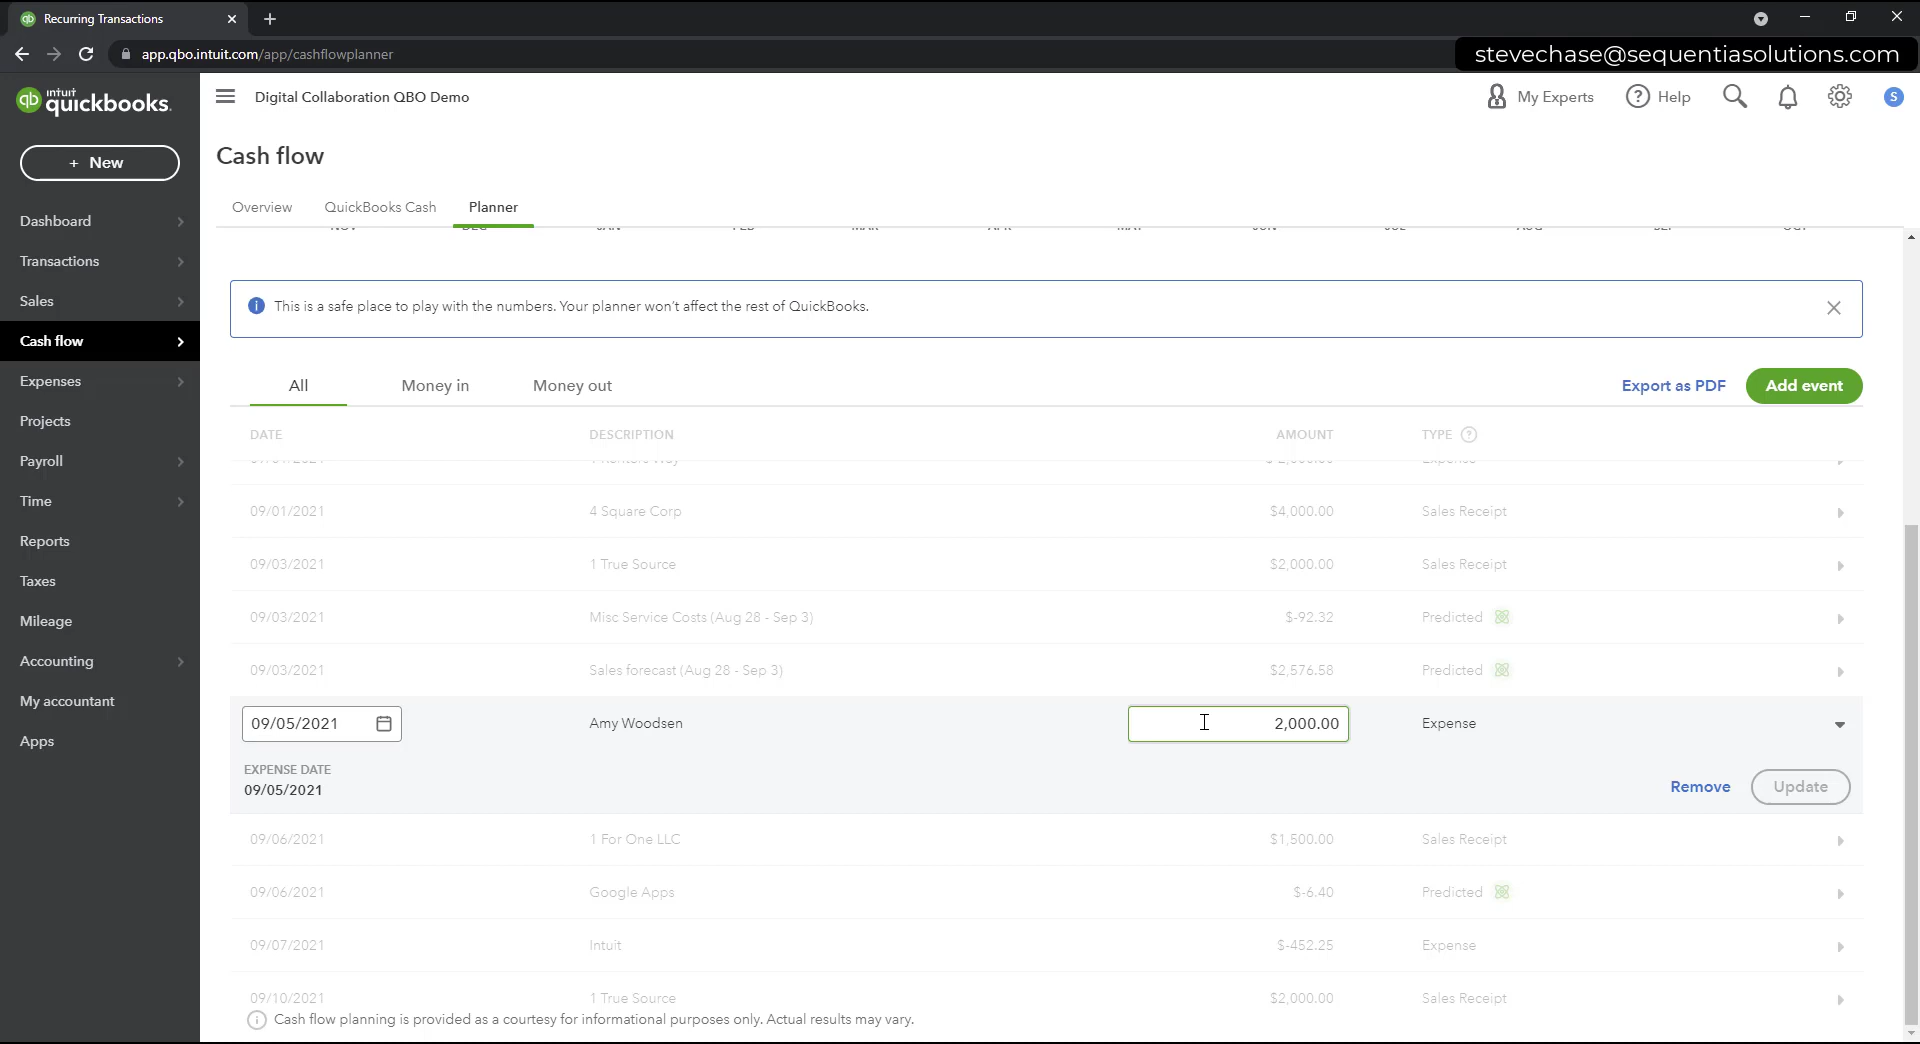 Recurring Transactions
app.qbo.intuit.com/app/cashflowplanner
stevechase@sequentiasolutions.com
intuit quickbooks.
Digital Collaboration QBO Demo
My Experts
Help
S
+ New
Dashboard
Transactions
Sales
Cash flow
Expenses
Projects
Payroll
Time
Reports
Taxes
Mileage
Accounting
My accountant
Apps
Cash flow
Overview QuickBooks Cash Planner
NOV DEC JAN FEB MAR APR MAY JUN JUL AUG SEP OCT
This is a safe place to play with the numbers. Your planner won't affect the rest of QuickBooks.
All Money in Money out Export as PDF Add event
DATE DESCRIPTION AMOUNT TYPE
09/01/2021 4 Square Corp $4,000.00 Sales Receipt
09/03/2021 1 True Source $2,000.00 Sales Receipt
09/03/2021 Misc Service Costs (Aug 28 - Sep 3) $-92.32 Predicted
09/03/2021 Sales forecast (Aug 28 - Sep 3) $2,576.58 Predicted
09/05/2021 Amy Woodsen 2,000.00 Expense
EXPENSE DATE
09/05/2021
Remove Update
09/06/2021 1 For One LLC $1,500.00 Sales Receipt
09/06/2021 Google Apps $-6.40 Predicted
09/07/2021 Intuit $-452.25 Expense
09/10/2021 1 True Source $2,000.00 Sales Receipt
Cash flow planning is provided as a courtesy for informational purposes only. Actual results may vary.